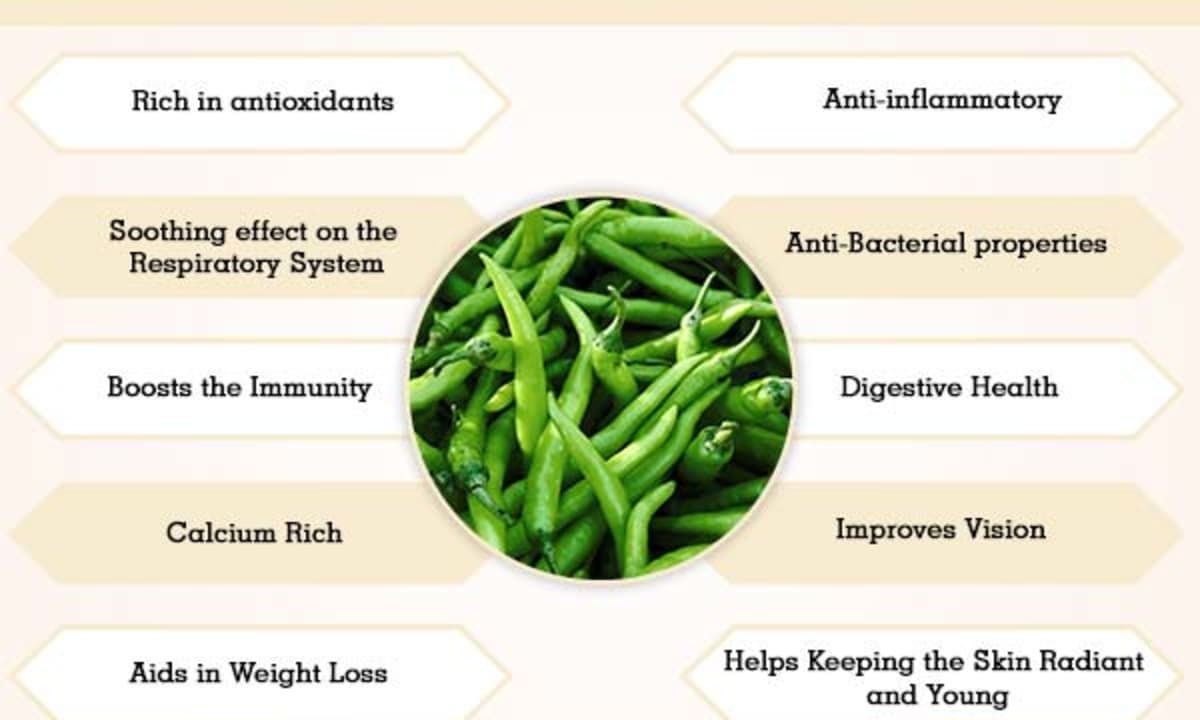 Rich in antioxidants
Anti-inflammatory
Soothing effect on the
Respiratory System
Anti-Bacterial properties
Boosts the Immunity
Digestive Health
Calcium Rich
Improves Vision
Aids in Weight Loss
Helps Keeping the Skin Radiant
and Young